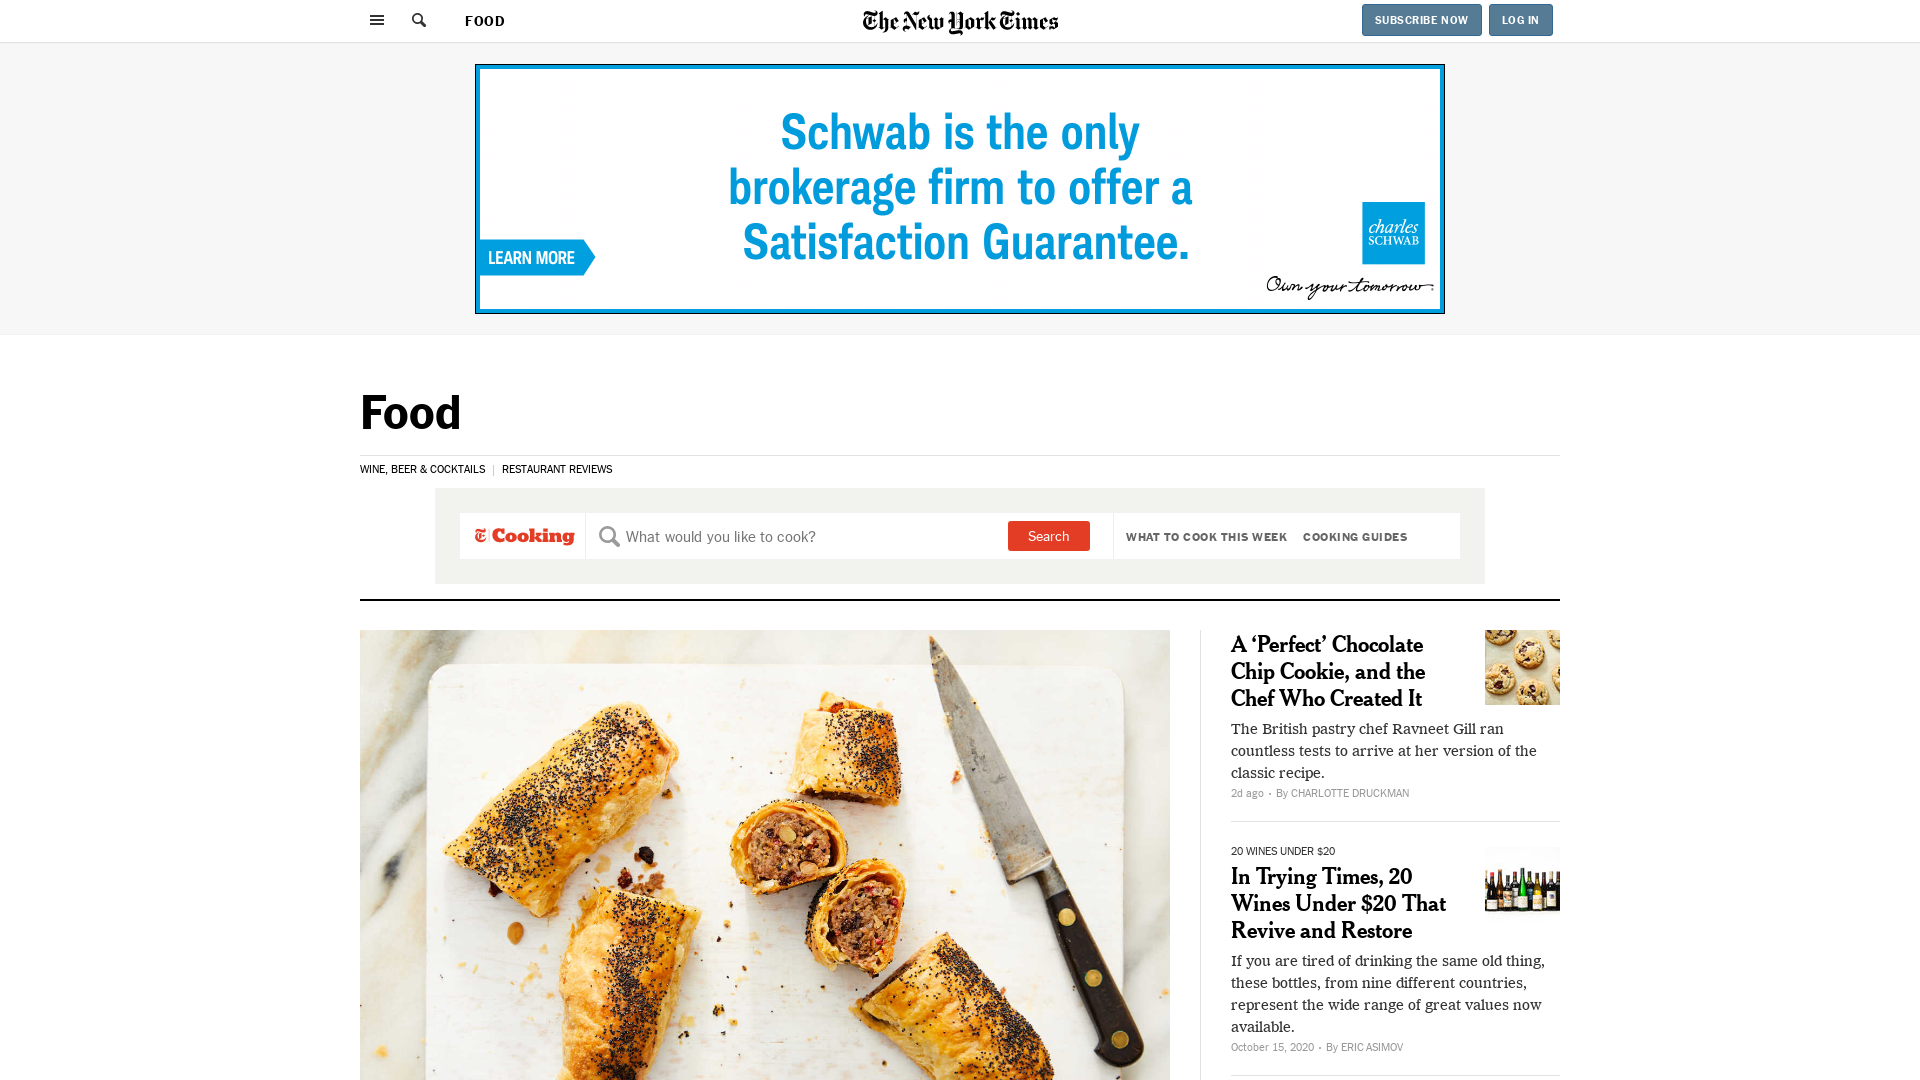 FOOD
The New York Times
SUBSCRIBE NOW
LOG IN
Schwab is the only
brokerage firm to offer a
Satisfaction Guarantee.
LEARN MORE
charles
SCHWAB
Own your tomorrow.
Food
WINE, BEER & COCKTAILS | RESTAURANT REVIEWS
T Cooking
What would you like to cook?
Search
WHAT TO COOK THIS WEEK
COOKING GUIDES
A ‘Perfect’ Chocolate
Chip Cookie, and the
Chef Who Created It
The British pastry chef Ravneet Gill ran
countless tests to arrive at her version of the
classic recipe.
2d ago • By CHARLOTTE DRUCKMAN
20 WINES UNDER $20
In Trying Times, 20
Wines Under $20 That
Revive and Restore
If you are tired of drinking the same old thing,
these bottles, from nine different countries,
represent the wide range of great values now
available.
October 15, 2020 • By ERIC ASIMOV